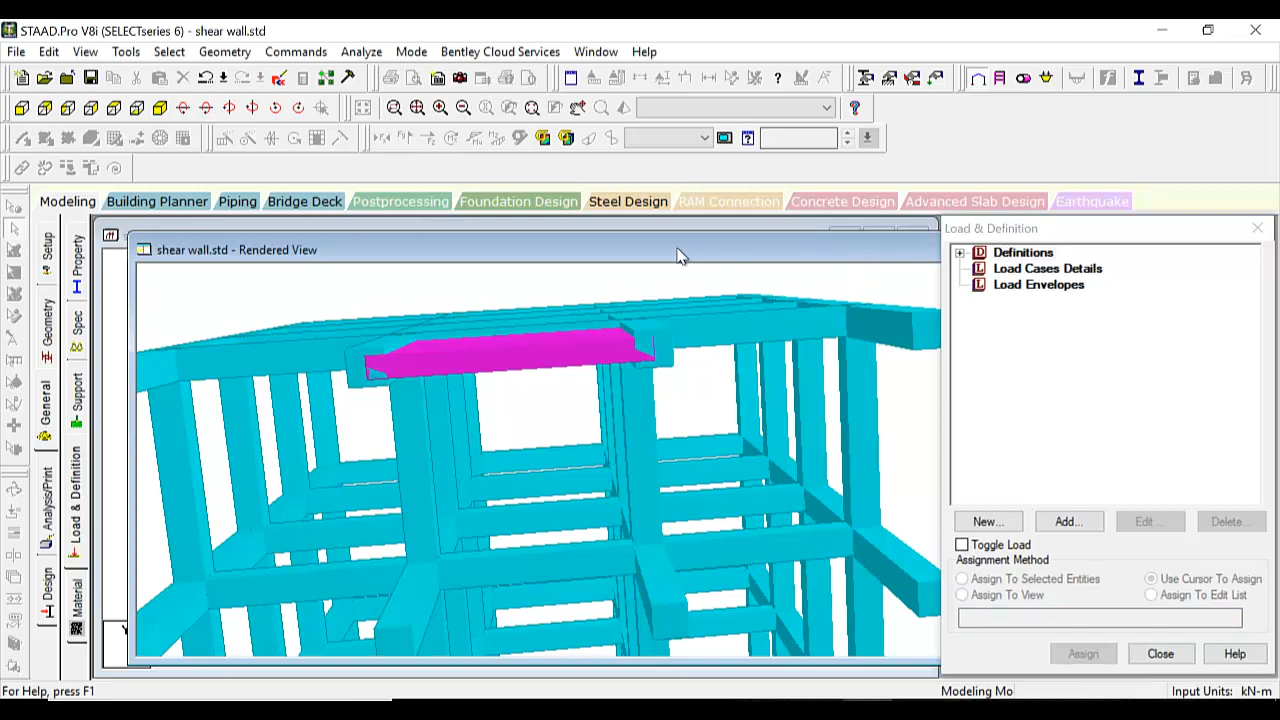 STAAD.Pro V8i (SELECTseries 6) - shear wall.std
File Edit View Tools Select Geometry Commands Analyze Mode Bentley Cloud Services Window Help
Modeling Building Planner Piping Bridge Deck Postprocessing Foundation Design Steel Design RAM Connection Concrete Design Advanced Slab Design Earthquake
Setup
Geometry
General
Analysis/Print
Design
Property
Spec
Support
Load & Definition
Material
shear wall.std - Rendered View
Load & Definition
Definitions
Load Cases Details
Load Envelopes
New... Add... Edit ... Delete...
Toggle Load
Assignment Method
Assign To Selected Entities Use Cursor To Assign
Assign To View Assign To Edit List
Assign Close Help
For Help, press F1 Modeling Mo Input Units: kN-m